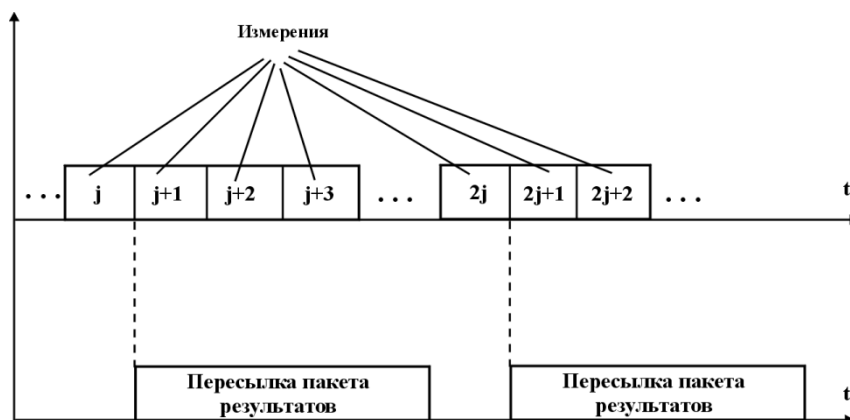 Измерения
. . . j j+1 j+2 j+3 . . . 2j 2j+1 2j+2 . . . t
Пересылка пакета результатов
Пересылка пакета результатов
t